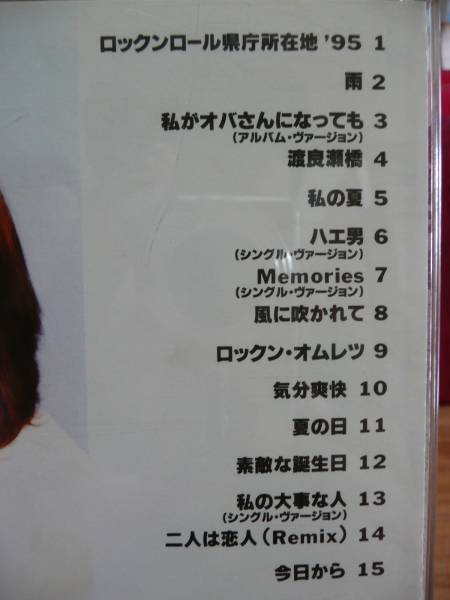 ロックンロール県庁所在地 '95 1
雨 2
私がオバさんになっても 3
(アルバム・ヴァージョン)
渡良瀬橋 4
私の夏 5
ハエ男 6
(シングル・ヴァージョン)
Memories 7
(シングル・ヴァージョン)
風に吹かれて 8
ロックン・オムレツ 9
気分爽快 10
夏の日 11
素敵な誕生日 12
私の大事な人 13
(シングル・ヴァージョン)
二人は恋人(Remix) 14
今日から 15